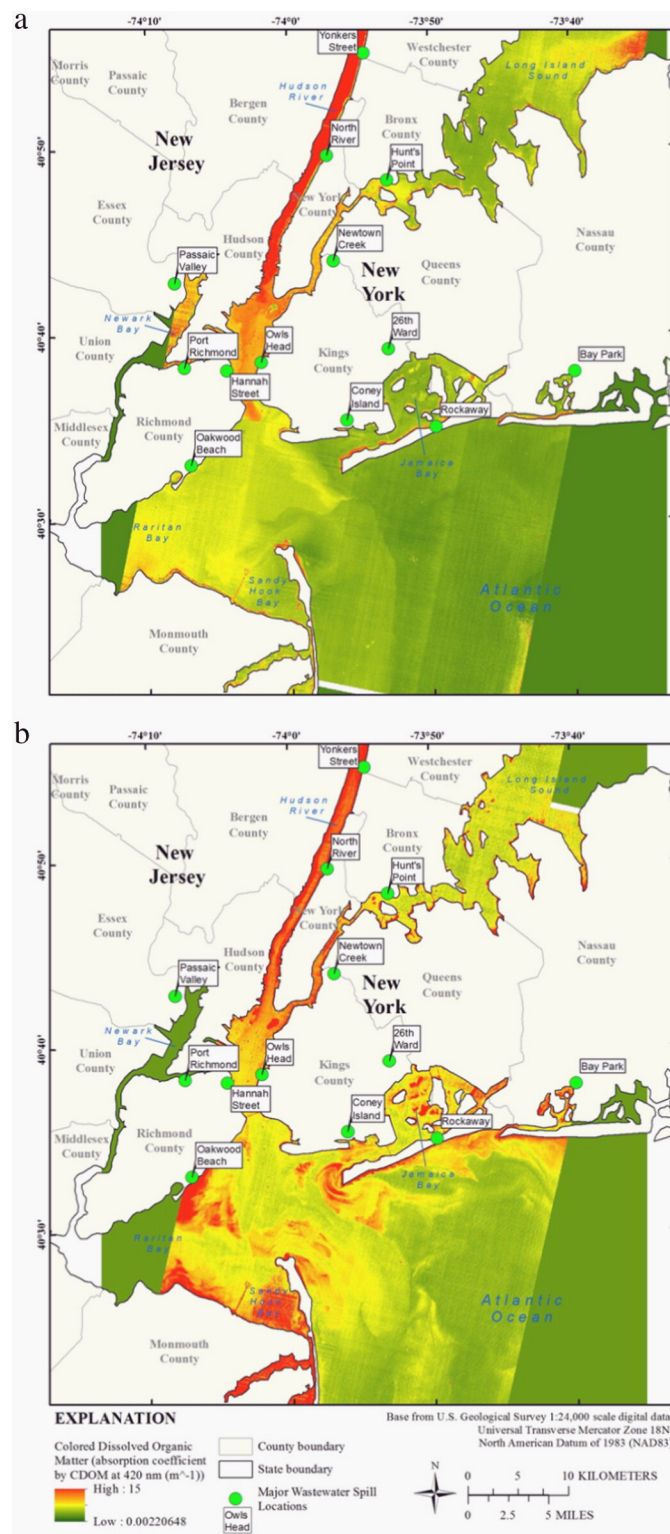 a
-74°10' -74°0' -73°50' -73°40'
Yonkers
Street
Westchester
County
Long Island
Sound
Morris
County
Passaic
County
Hudson
River
Bergen
County
North
River
Bronx
County
Hunt's
Point
40°50'
New
Jersey
New York
County
Essex
County
Hudson
County
Passaic
Valley
Newtown
Creek
New
York
Queens
County
Nassau
County
Newark
Bay
40°40'
Union
County
Port
Richmond
Owls
Head
Kings
County
26th
Ward
Bay Park
Hannah
Street
Middlesex
County
Richmond
County
Coney
Island
Rockaway
Oakwood
Beach
Jamaica
Bay
40°30'
Raritan
Bay
Sandy
Hook
Bay
Atlantic
Ocean
Monmouth
County
b
-74°10' -74°0' -73°50' -73°40'
Yonkers
Street
Westchester
County
Long Island
Sound
Morris
County
Passaic
County
Hudson
River
Bergen
County
North
River
Bronx
County
Hunt's
Point
40°50'
New
Jersey
New York
County
Essex
County
Hudson
County
Passaic
Valley
Newtown
Creek
New
York
Queens
County
Nassau
County
Newark
Bay
40°40'
Union
County
Port
Richmond
Owls
Head
Kings
County
26th
Ward
Bay Park
Hannah
Street
Middlesex
County
Richmond
County
Coney
Island
Rockaway
Oakwood
Beach
Jamaica
Bay
40°30'
Raritan
Bay
Sandy
Hook
Bay
Atlantic
Ocean
Monmouth
County
EXPLANATION
Base from U.S. Geological Survey 1:24,000 scale digital data
Universal Transverse Mercator Zone 18N
North American Datum of 1983 (NAD83)
Colored Dissolved Organic
Matter (absorption coefficient
by CDOM at 420 nm (m^-1))
High : 15
Low : 0.00220648
County boundary
State boundary
Major Wastewater Spill
Locations
Owls
Head
N
0 5 10 KILOMETERS
0 2.5 5 MILES